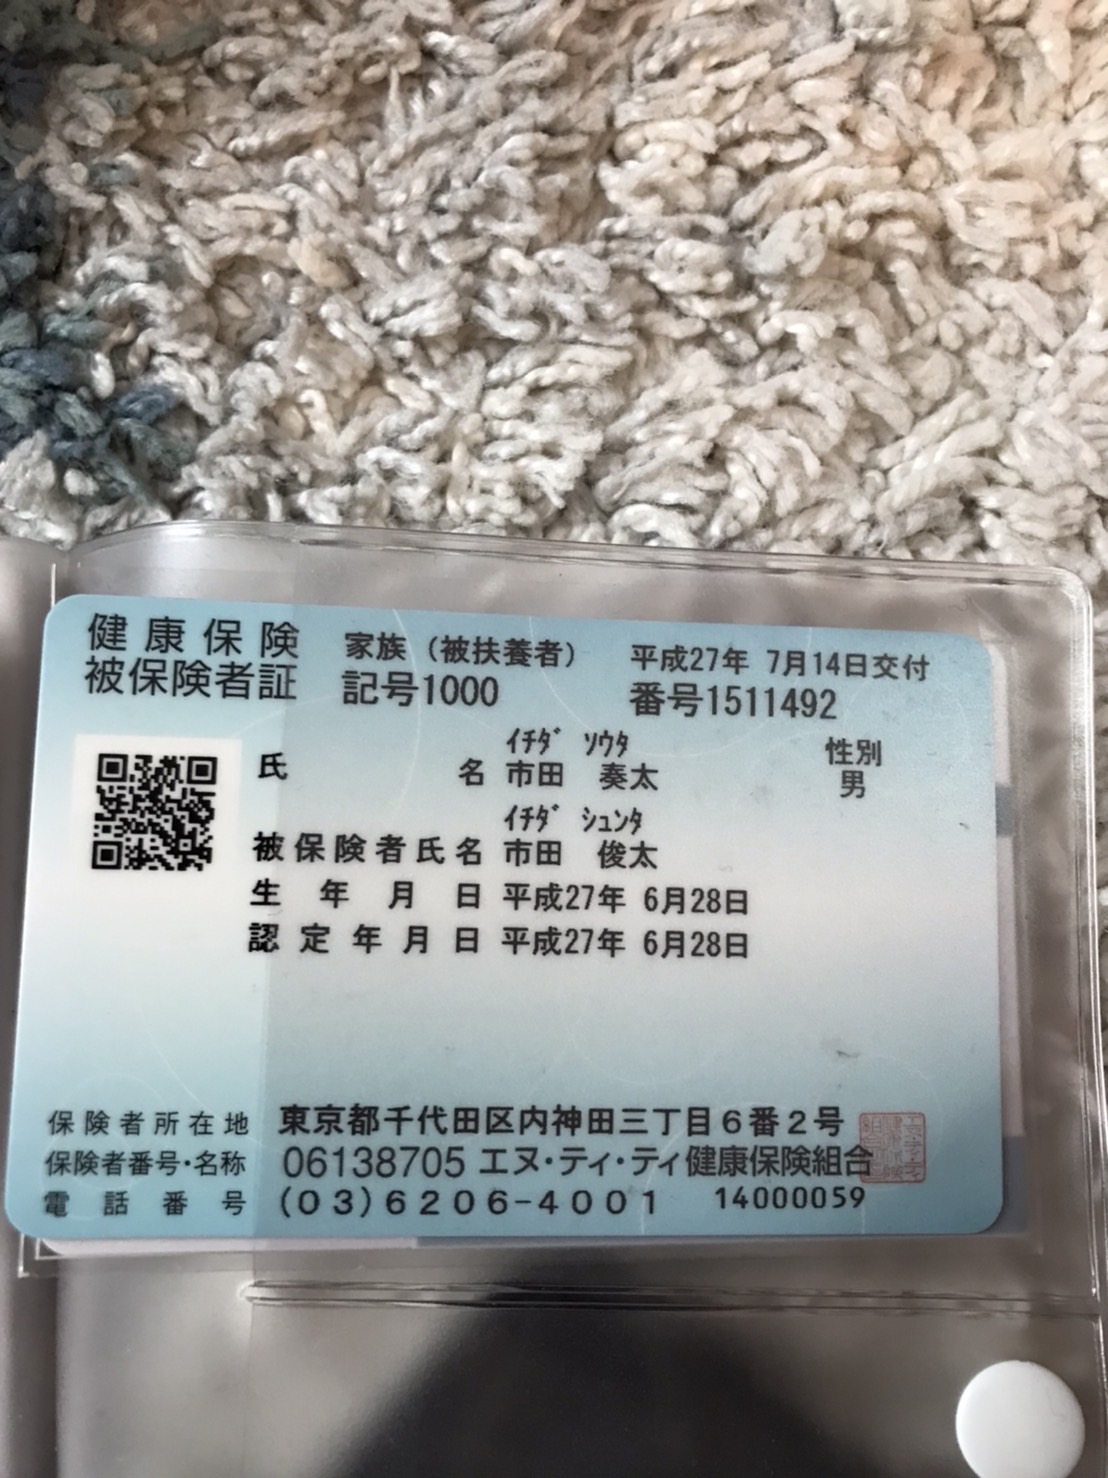 健康保険 家族（被扶養者） 平成27年 7月14日交付
被保険者証 記号1000 番号1511492
ｲﾁﾀﾞ ｿｳﾀ 性別
氏名 市田 奏太 男
ｲﾁﾀﾞ ｼｭﾝﾀ
被保険者氏名 市田 俊太
生年月日 平成27年 6月28日
認定年月日 平成27年 6月28日
保険者所在地 東京都千代田区内神田三丁目6番2号
保険者番号・名称 06138705 エヌ・ティ・ティ健康保険組合
電話番号 (03)6206-4001 14000059